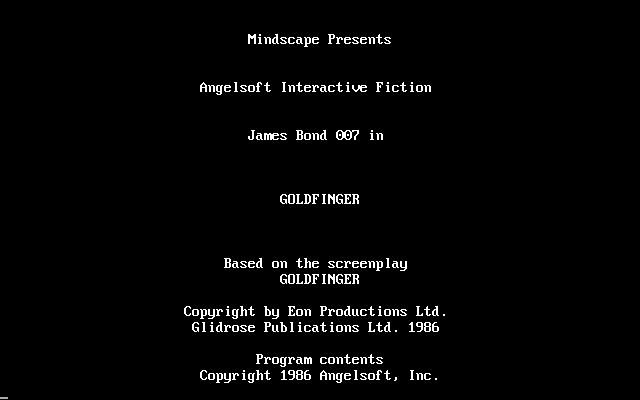 Mindscape Presents
Angelsoft Interactive Fiction
James Bond 007 in
GOLDFINGER
Based on the screenplay
GOLDFINGER
Copyright by Eon Productions Ltd.
Glidrose Publications Ltd. 1986
Program contents
Copyright 1986 Angelsoft, Inc.